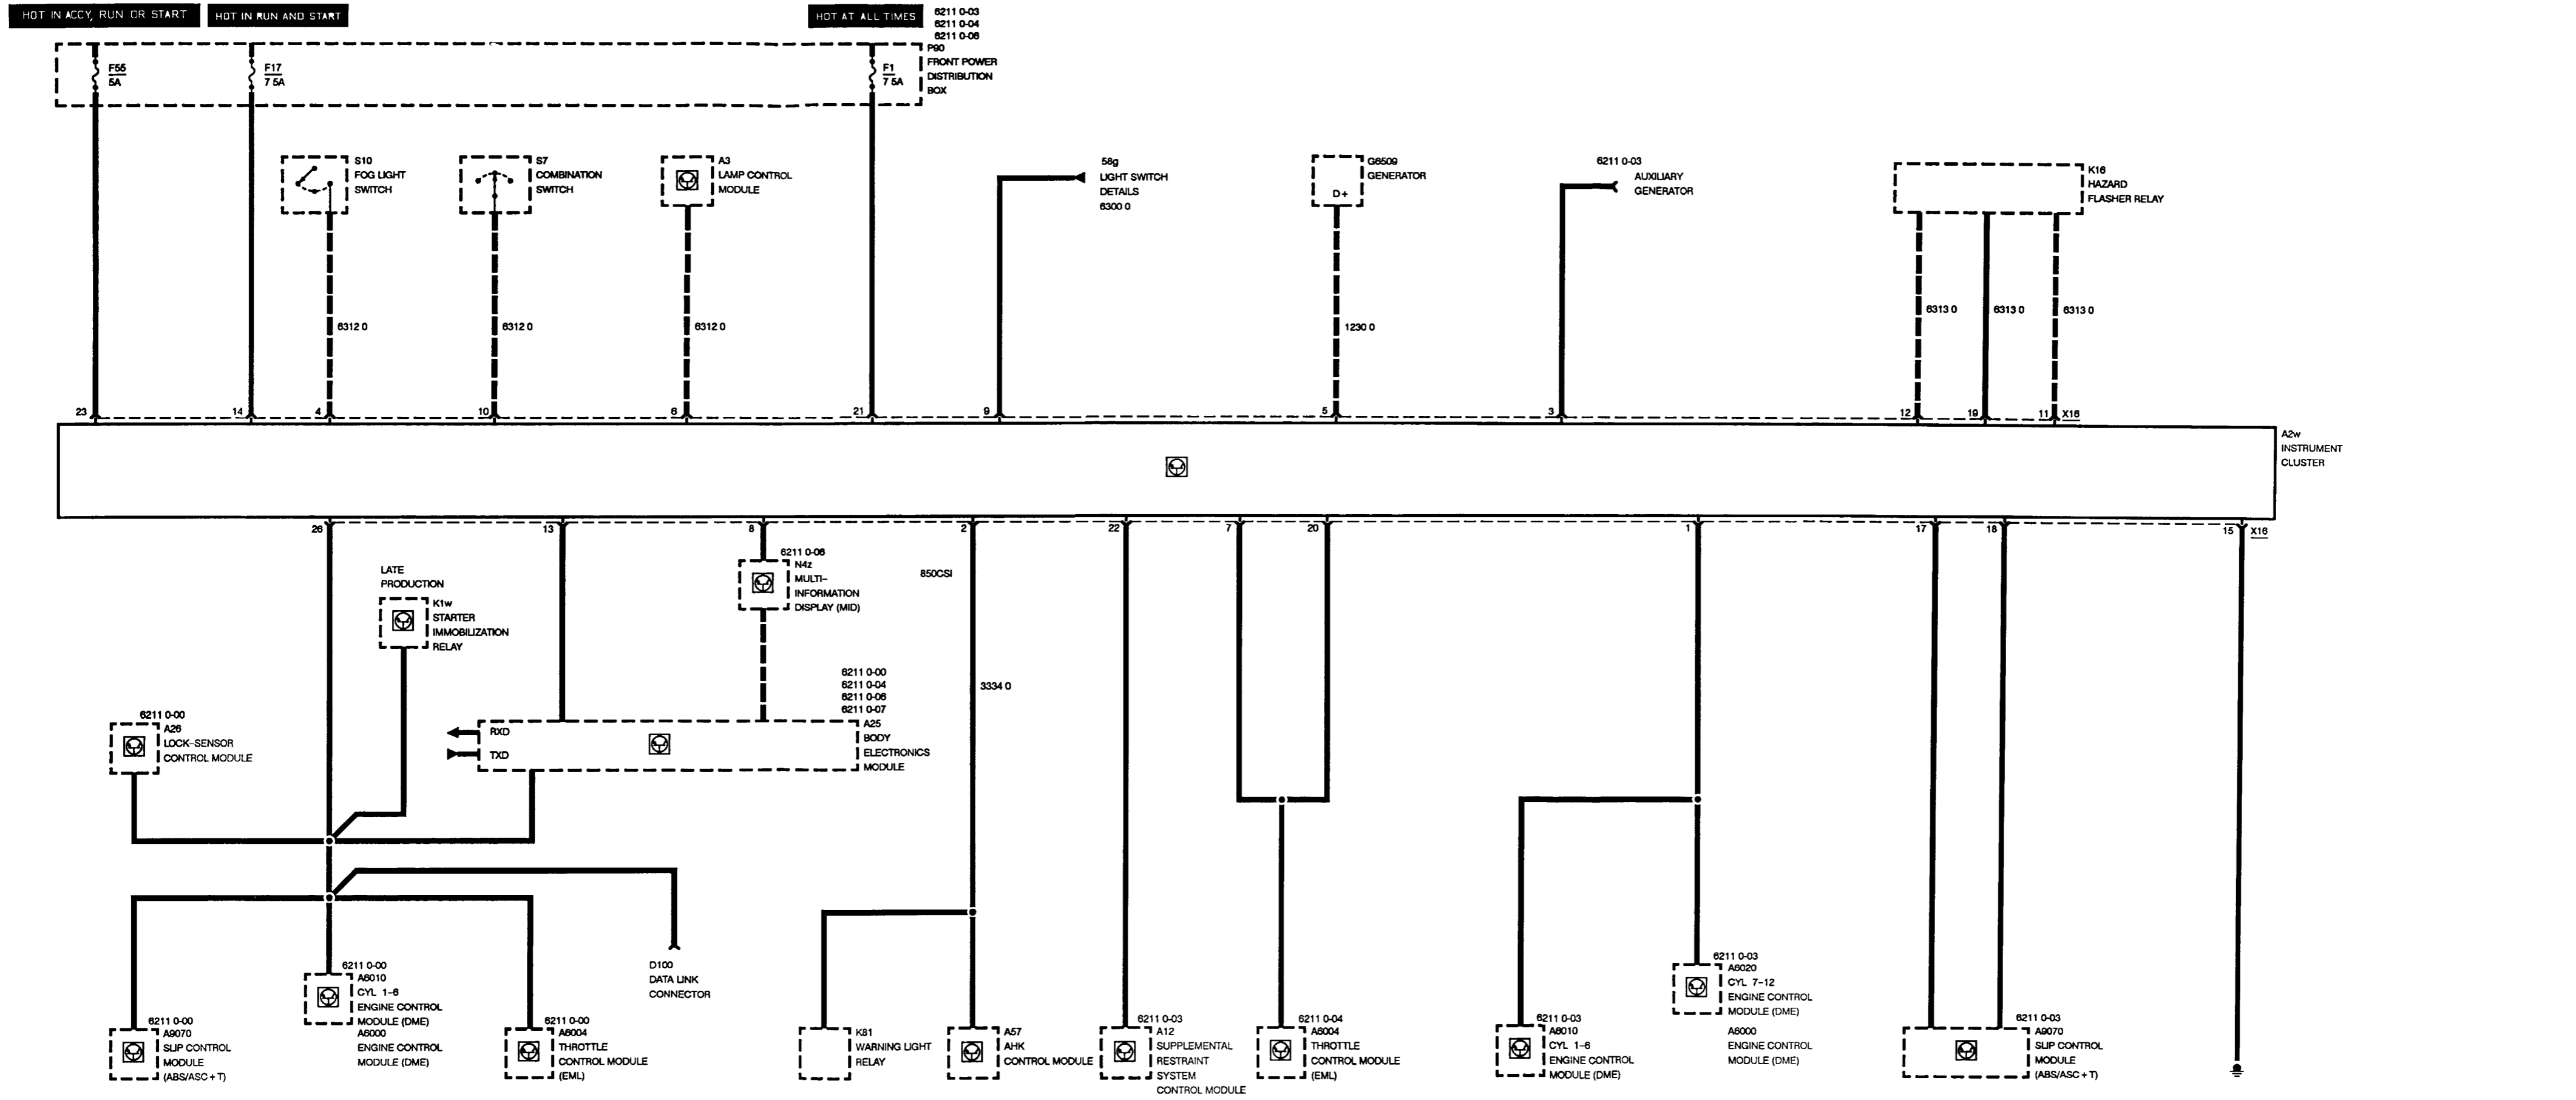 HOT IN ACCY, RUN OR START
HOT IN RUN AND START
HOT AT ALL TIMES
6211 0-03
6211 0-04
6211 0-06
P90
FRONT POWER
DISTRIBUTION
BOX
F55
5A
F17
7 5A
F1
7 5A
S10
FOG LIGHT
SWITCH
S7
COMBINATION
SWITCH
A3
LAMP CONTROL
MODULE
58g
LIGHT SWITCH
DETAILS
6300 0
G6509
GENERATOR
D+
6211 0-03
AUXILIARY
GENERATOR
K16
HAZARD
FLASHER RELAY
6312 0
6312 0
6312 0
1230 0
6313 0
6313 0
6313 0
23
14
4
10
6
21
9
5
3
12
19
11
X16
A2w
INSTRUMENT
CLUSTER
26
13
8
2
22
7
20
1
17
18
15
X16
LATE
PRODUCTION
K1w
STARTER
IMMOBILIZATION
RELAY
6211 0-06
N4z
MULTI-
INFORMATION
DISPLAY (MID)
850CSI
3334 0
6211 0-00
6211 0-04
6211 0-06
6211 0-07
A25
BODY
ELECTRONICS
MODULE
RXD
TXD
6211 0-00
A26
LOCK-SENSOR
CONTROL MODULE
D100
DATA LINK
CONNECTOR
6211 0-00
A9070
SLIP CONTROL
MODULE
(ABS/ASC + T)
6211 0-00
A6010
CYL 1-6
ENGINE CONTROL
MODULE (DME)
A6000
ENGINE CONTROL
MODULE (DME)
6211 0-00
A6004
THROTTLE
CONTROL MODULE
(EML)
K81
WARNING LIGHT
RELAY
A57
AHK
CONTROL MODULE
6211 0-03
A12
SUPPLEMENTAL
RESTRAINT
SYSTEM
CONTROL MODULE
6211 0-04
A6004
THROTTLE
CONTROL MODULE
(EML)
6211 0-03
A6010
CYL 1-6
ENGINE CONTROL
MODULE (DME)
6211 0-03
A6020
CYL 7-12
ENGINE CONTROL
MODULE (DME)
A6000
ENGINE CONTROL
MODULE (DME)
6211 0-03
A9070
SLIP CONTROL
MODULE
(ABS/ASC + T)